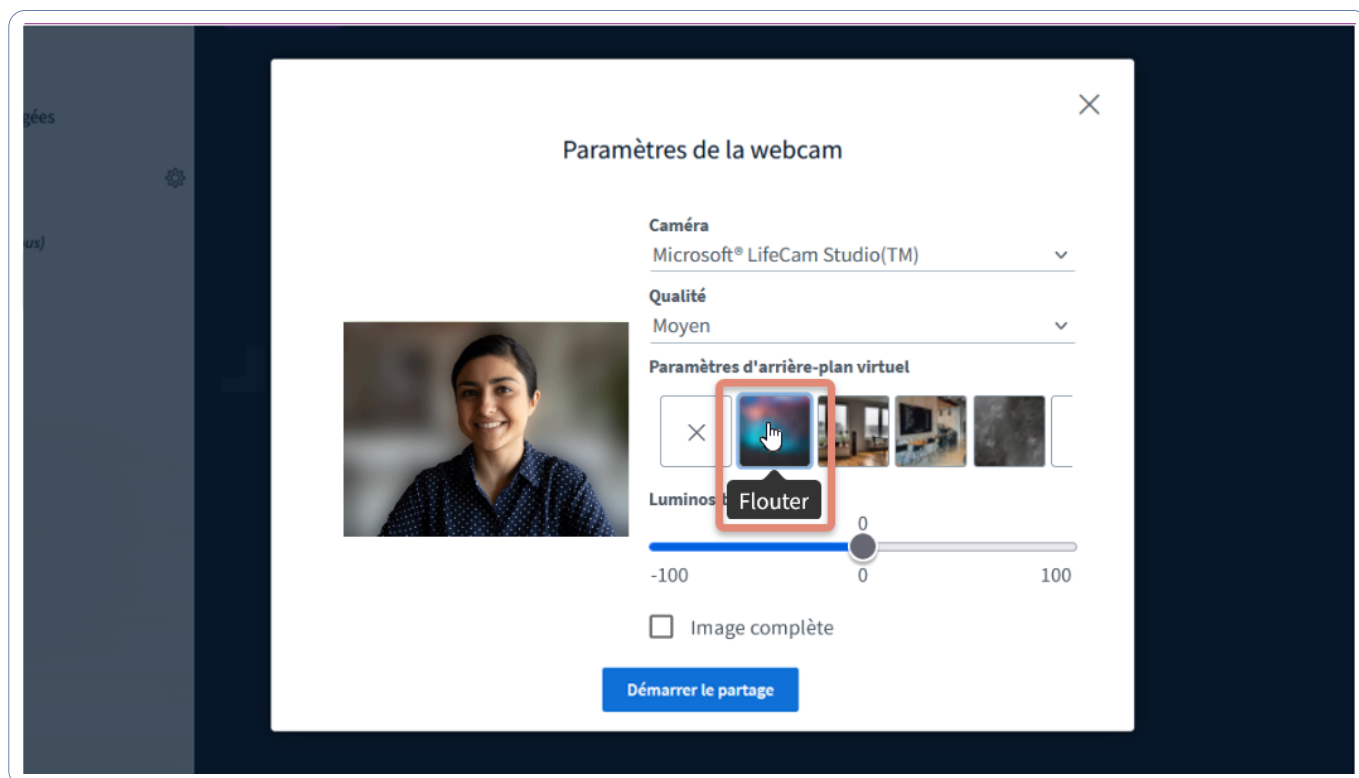 gées
us)
Paramètres de la webcam
Caméra
Microsoft® LifeCam Studio(TM)
Qualité
Moyen
Paramètres d'arrière-plan virtuel
Flouter
0
-100 0 100
Image complète
Démarrer le partage